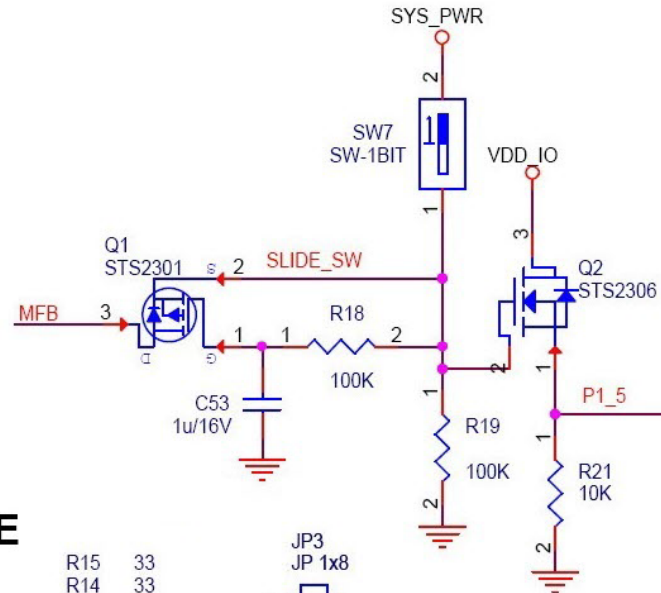 SYS_PWR
2
SW7
SW-1BIT
1
VDD_IO
1
3
Q1
STS2301
S
2
SLIDE_SW
Q2
STS2306
MFB
3
D
G
1
1
R18
2
100K
2
1
P1_5
C53
1u/16V
1
R19
100K
2
1
R21
10K
2
E
R15 33
R14 33
JP3
JP 1x8